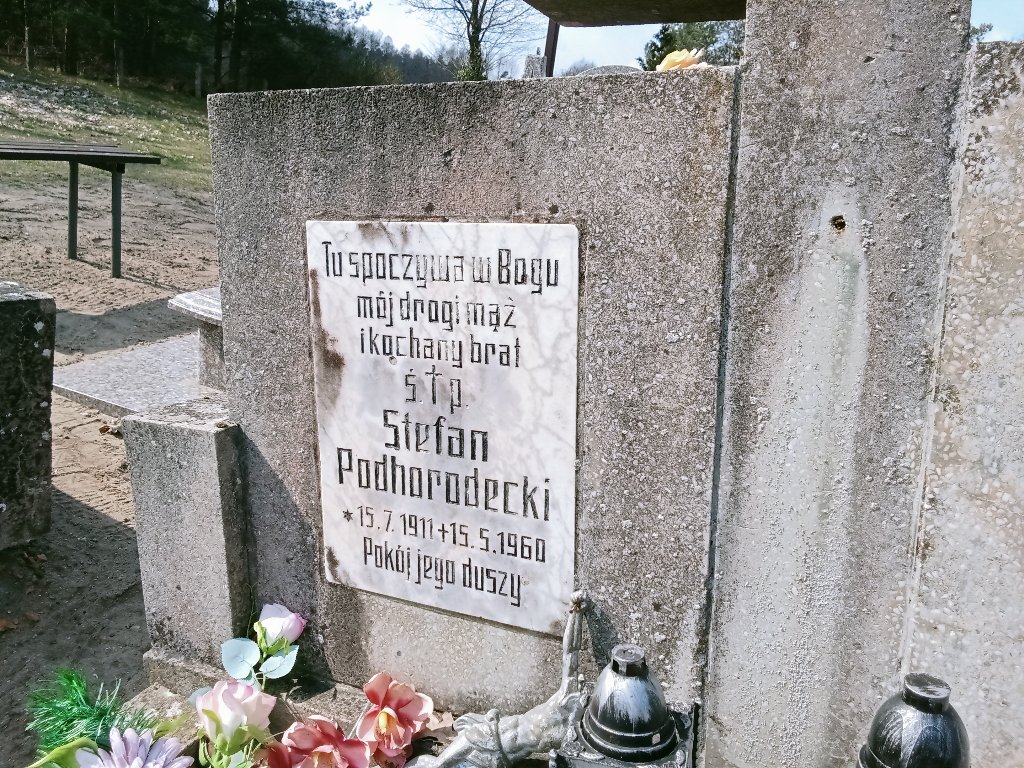 Tu spoczywa w Bogu
mój drogi mąż
i kochany brat
ś.†p.
Stefan
Podhorodecki
* 15.7.1911 + 15.5.1960
Pokój jego duszy